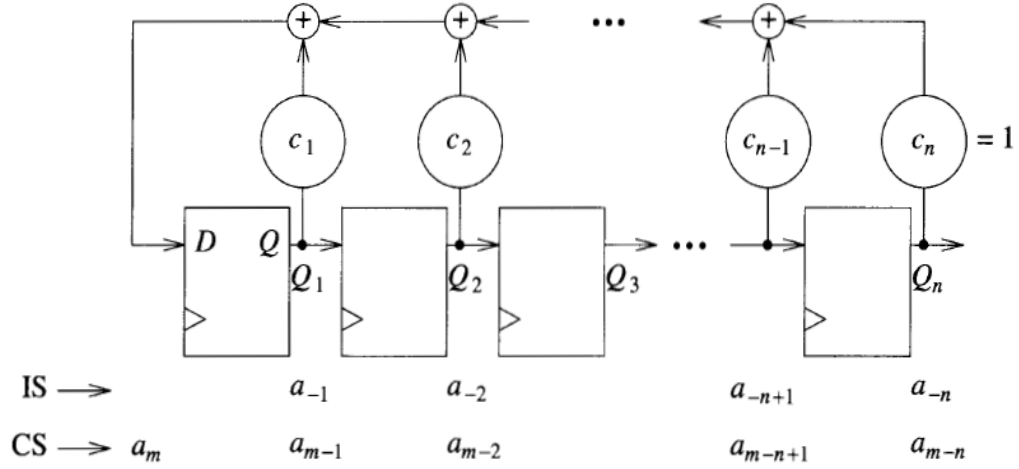 + + ... +
c₁ c₂ cₙ₋₁ cₙ = 1
D Q ...
Q₁ Q₂ Q₃ Qₙ
IS a₋₁ a₋₂ a₋ₙ₊₁ a₋ₙ
CS aₘ aₘ₋₁ aₘ₋₂ aₘ₋ₙ₊₁ aₘ₋ₙ